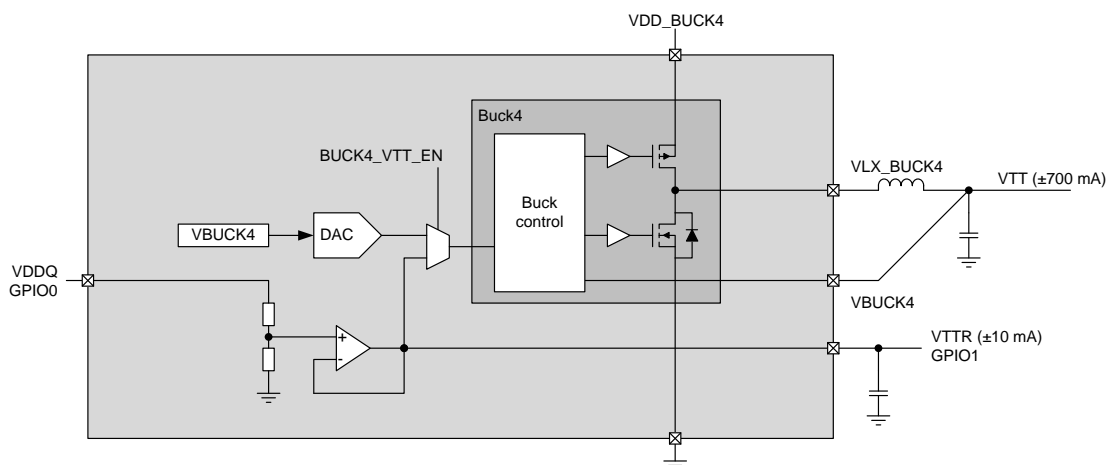 VDD_BUCK4
Buck4
BUCK4_VTT_EN
VLX_BUCK4
VTT (±700 mA)
Buck
control
VBUCK4
DAC
VDDQ
GPIO0
VBUCK4
+
-
VTTR (±10 mA)
GPIO1